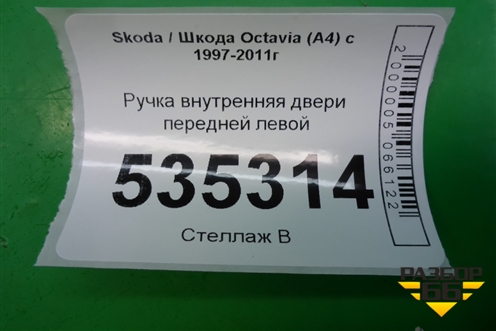 Skoda / Шкода Octavia (A4) с
1997-2011г
Ручка внутренняя двери
передней левой
535314
Стеллаж В
2000005066122
РАЗБОР
66